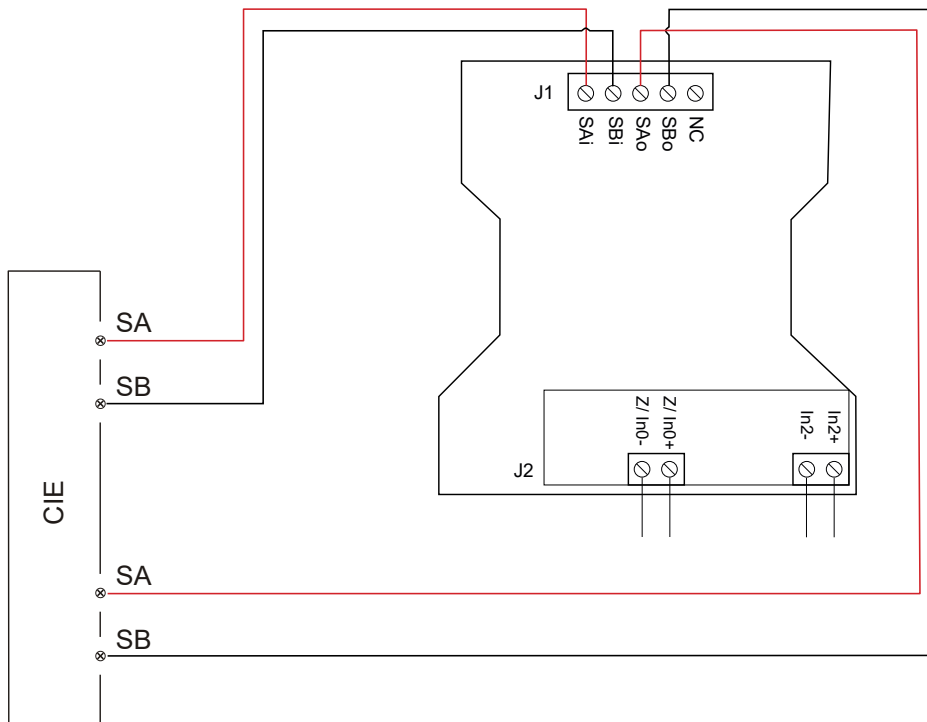 J1
SAi
SBi
SAo
SBo
NC
SA
SB
CIE
Z/ In0-
Z/ In0+
In2-
In2+
J2
SA
SB